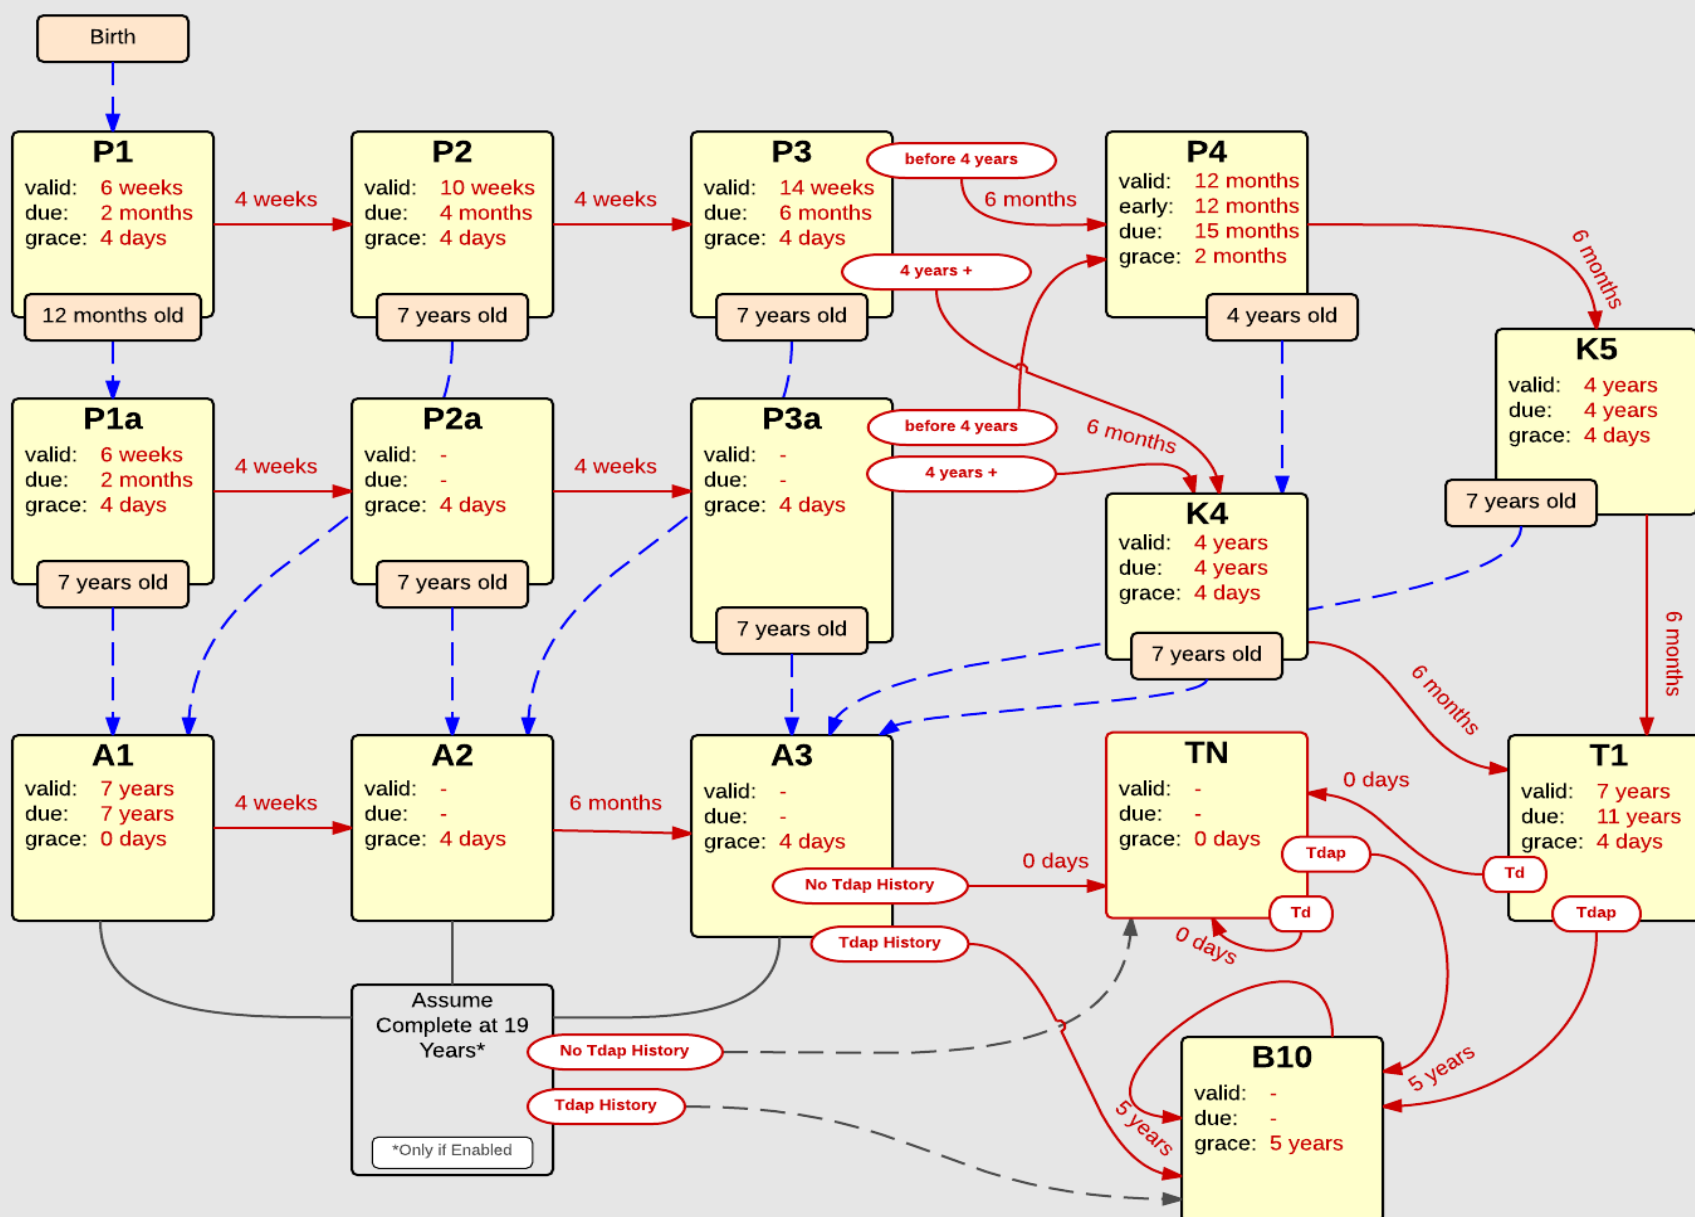 Birth
P1
valid: 6 weeks
due: 2 months
grace: 4 days
12 months old
4 weeks
P2
valid: 10 weeks
due: 4 months
grace: 4 days
7 years old
4 weeks
P3
valid: 14 weeks
due: 6 months
grace: 4 days
7 years old
before 4 years
6 months
4 years +
P4
valid: 12 months
early: 12 months
due: 15 months
grace: 2 months
4 years old
6 months
K5
valid: 4 years
due: 4 years
grace: 4 days
7 years old
6 months
P1a
valid: 6 weeks
due: 2 months
grace: 4 days
7 years old
4 weeks
P2a
valid: -
due: -
grace: 4 days
7 years old
4 weeks
P3a
valid: -
due: -
grace: 4 days
7 years old
before 4 years
6 months
4 years +
K4
valid: 4 years
due: 4 years
grace: 4 days
7 years old
6 months
A1
valid: 7 years
due: 7 years
grace: 0 days
4 weeks
A2
valid: -
due: -
grace: 4 days
6 months
A3
valid: -
due: -
grace: 4 days
No Tdap History
0 days
Tdap History
TN
valid: -
due: -
grace: 0 days
Tdap
Td
0 days
0 days
T1
valid: 7 years
due: 11 years
grace: 4 days
Td
Tdap
Assume
Complete at 19
Years*
No Tdap History
Tdap History
*Only if Enabled
5 years
B10
valid: -
due: -
grace: 5 years
5 years